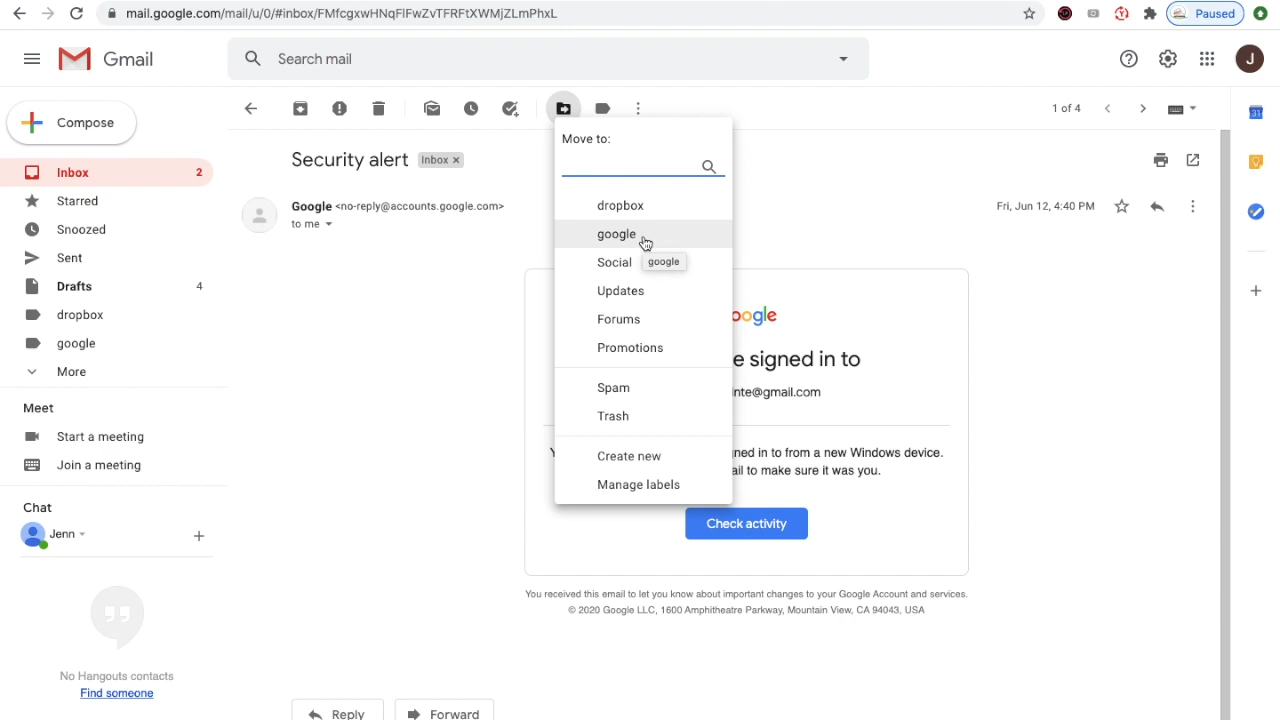 mail.google.com/mail/u/0/#inbox/FMfcgxwHNqFlFwZvTFRFtXWMjZLmPhxL
Paused
Gmail
Search mail
J
Compose
1 of 4
31
Move to:
Security alert
Inbox ×
Inbox 2
Starred
Google <no-reply@accounts.google.com>
to me
Fri, Jun 12, 4:40 PM
dropbox
google
google
Social
Updates
Forums
Promotions
Spam
Trash
Create new
Manage labels
Snoozed
Sent
Drafts 4
dropbox
google
More
oogle
e signed in to
inte@gmail.com
ned in to from a new Windows device.
ail to make sure it was you.
Check activity
You received this email to let you know about important changes to your Google Account and services.
© 2020 Google LLC, 1600 Amphitheatre Parkway, Mountain View, CA 94043, USA
Meet
Start a meeting
Join a meeting
Chat
Jenn
No Hangouts contacts
Find someone
Reply
Forward